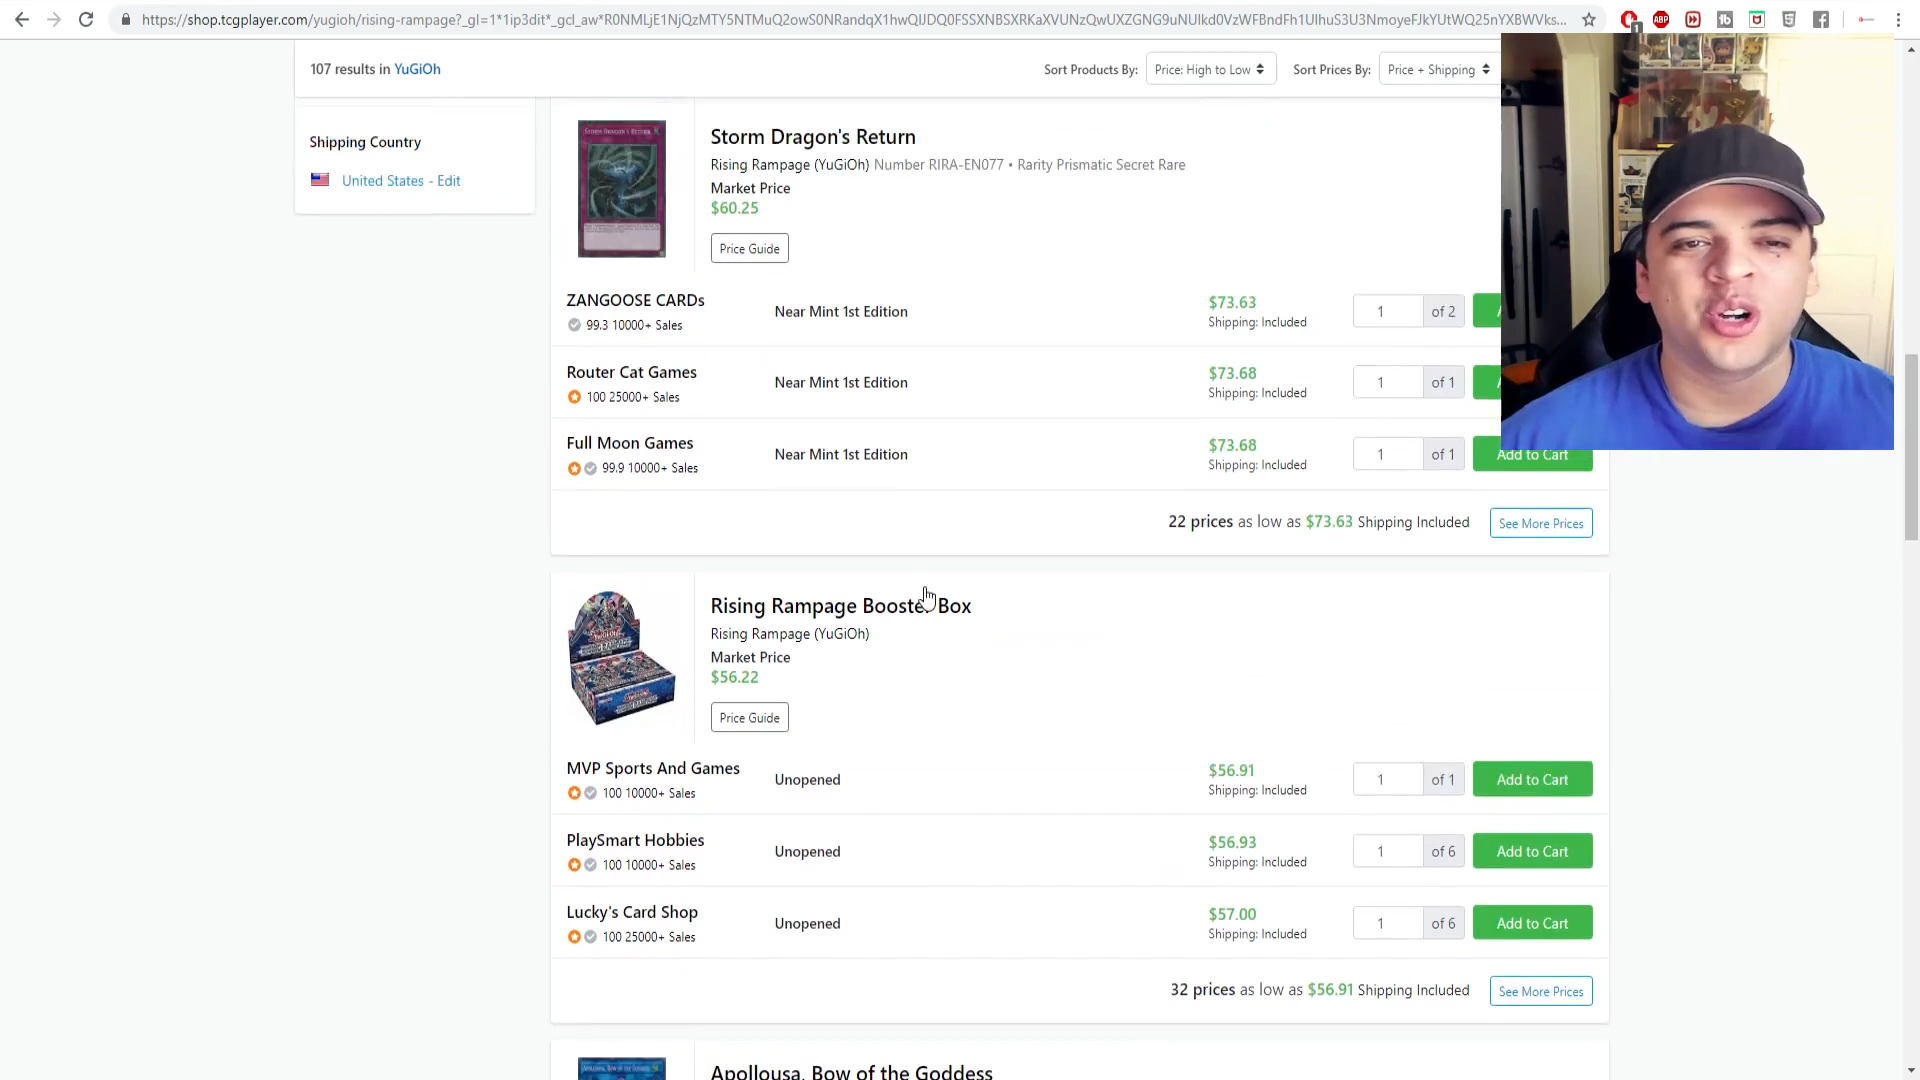 https://shop.tcgplayer.com/yugioh/rising-rampage?_gl=1*1ip3dit*_gcl_aw*
107 results in YuGiOh
Sort Products By:
Price: High to Low
Sort Prices By:
Price + Shipping
Shipping Country
United States - Edit
STORM DRAGON'S RETURN
Storm Dragon's Return
Rising Rampage (YuGiOh) Number RIRA-EN077 • Rarity Prismatic Secret Rare
Market Price
$60.25
Price Guide
ZANGOOSE CARDs
99.3 10000+ Sales
Near Mint 1st Edition
$73.63
Shipping: Included
1 of 2
Router Cat Games
100 25000+ Sales
Near Mint 1st Edition
$73.68
Shipping: Included
1 of 1
Full Moon Games
99.9 10000+ Sales
Near Mint 1st Edition
$73.68
Shipping: Included
1 of 1
Add to Cart
22 prices as low as $73.63 Shipping Included
See More Prices
Rising Rampage Booster Box
Rising Rampage (YuGiOh)
Market Price
$56.22
Price Guide
MVP Sports And Games
100 10000+ Sales
Unopened
$56.91
Shipping: Included
1 of 1
Add to Cart
PlaySmart Hobbies
100 10000+ Sales
Unopened
$56.93
Shipping: Included
1 of 6
Add to Cart
Lucky's Card Shop
100 25000+ Sales
Unopened
$57.00
Shipping: Included
1 of 6
Add to Cart
32 prices as low as $56.91 Shipping Included
See More Prices
APOLLOUSA, BOW OF THE GODDESS
Apollousa, Bow of the Goddess